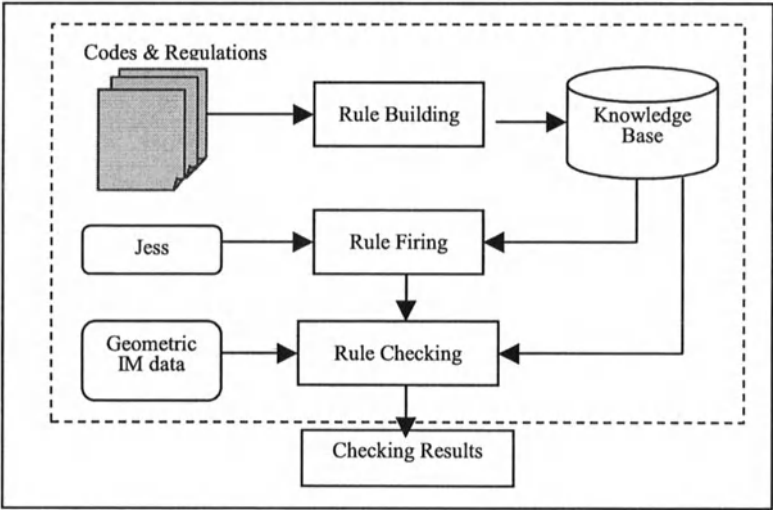 Codes & Regulations
Rule Building
Knowledge
Base
Jess
Rule Firing
Geometric
IM data
Rule Checking
Checking Results